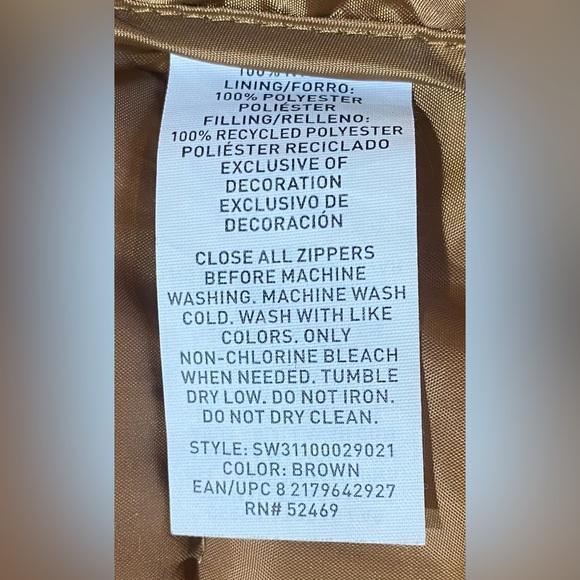 100%
LINING/FORRO:
100% POLYESTER
POLIÉSTER
FILLING/RELLENO:
100% RECYCLED POLYESTER
POLIÉSTER RECICLADO
EXCLUSIVE OF
DECORATION
EXCLUSIVO DE
DECORACIÓN
CLOSE ALL ZIPPERS
BEFORE MACHINE
WASHING. MACHINE WASH
COLD. WASH WITH LIKE
COLORS. ONLY
NON-CHLORINE BLEACH
WHEN NEEDED. TUMBLE
DRY LOW. DO NOT IRON.
DO NOT DRY CLEAN.
STYLE: SW31100029021
COLOR: BROWN
EAN/UPC 8 2179642927
RN# 52469